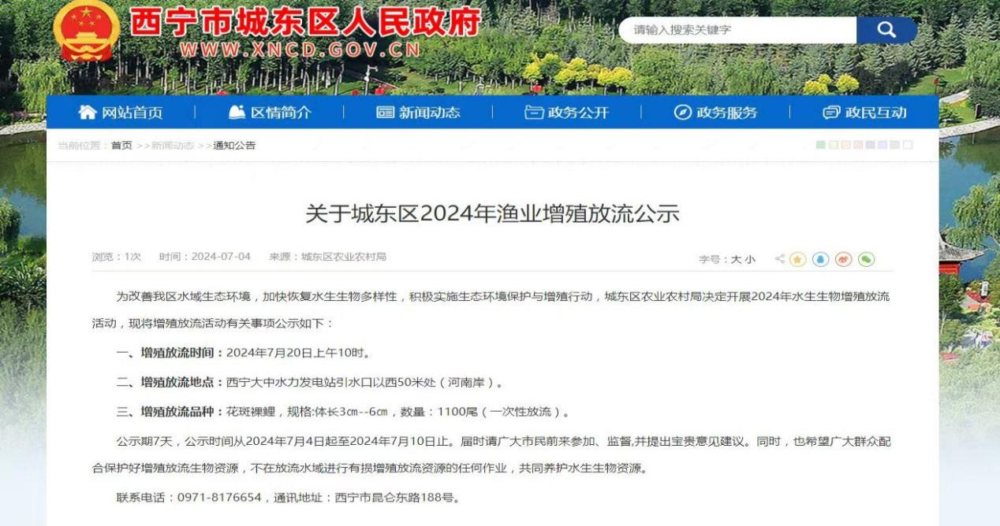 西宁市城东区人民政府
WWW.XNCD.GOV.CN
请输入搜索关键字
网站首页 区情简介 新闻动态 政务公开 政务服务 政民互动
当前位置：首页 >>新闻动态 >>通知公告
关于城东区2024年渔业增殖放流公示
浏览：1次 时间：2024-07-04 来源：城东区农业农村局
字号：大 小
为改善我区水域生态环境，加快恢复水生生物多样性，积极实施生态环境保护与增殖行动，城东区农业农村局决定开展2024年水生生物增殖放流
活动，现将增殖放流活动有关事项公示如下：
一、增殖放流时间：2024年7月20日上午10时。
二、增殖放流地点：西宁大中水力发电站引水口以西50米处（河南岸）。
三、增殖放流品种：花斑裸鲤，规格:体长3㎝--6㎝，数量：1100尾（一次性放流）。
公示期7天，公示时间从2024年7月4日起至2024年7月10日止。届时请广大市民前来参加、监督,并提出宝贵意见建议。同时，也希望广大群众配
合保护好增殖放流生物资源，不在放流水域进行有损增殖放流资源的任何作业，共同养护水生生物资源。
联系电话：0971-8176654，通讯地址：西宁市昆仑东路188号。